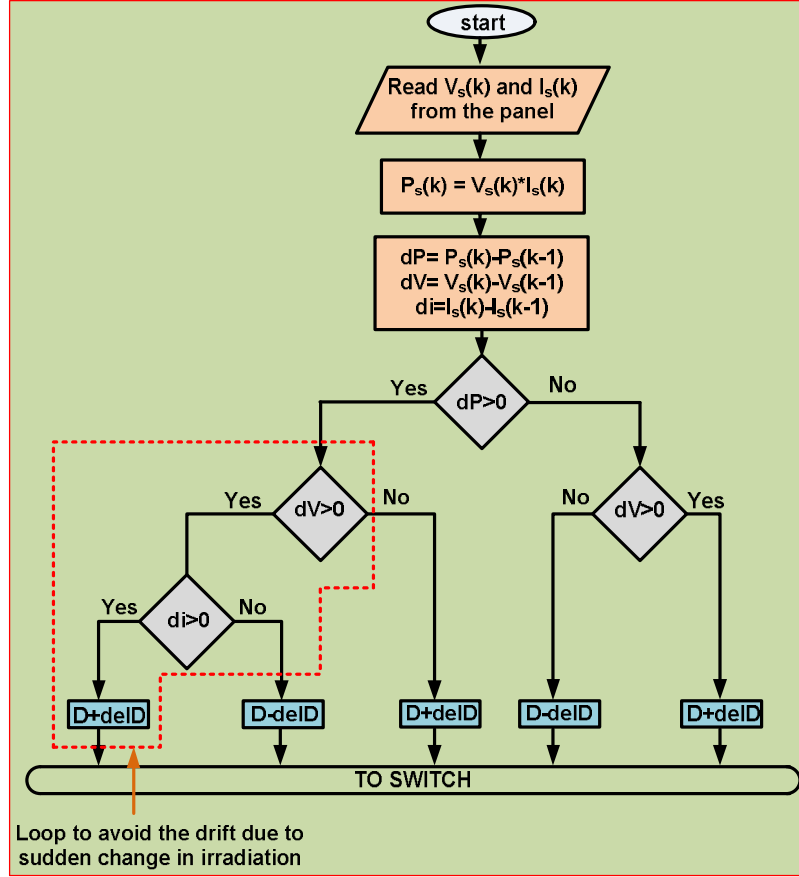 start
Read Vs(k) and Is(k)
from the panel
Ps(k) = Vs(k)*Is(k)
dP= Ps(k)-Ps(k-1)
dV= Vs(k)-Vs(k-1)
di=Is(k)-Is(k-1)
Yes
dP>0
No
Yes
dV>0
No
No
dV>0
Yes
Yes
di>0
No
D+delD
D-delD
D+delD
D-delD
D+delD
TO SWITCH
Loop to avoid the drift due to
sudden change in irradiation